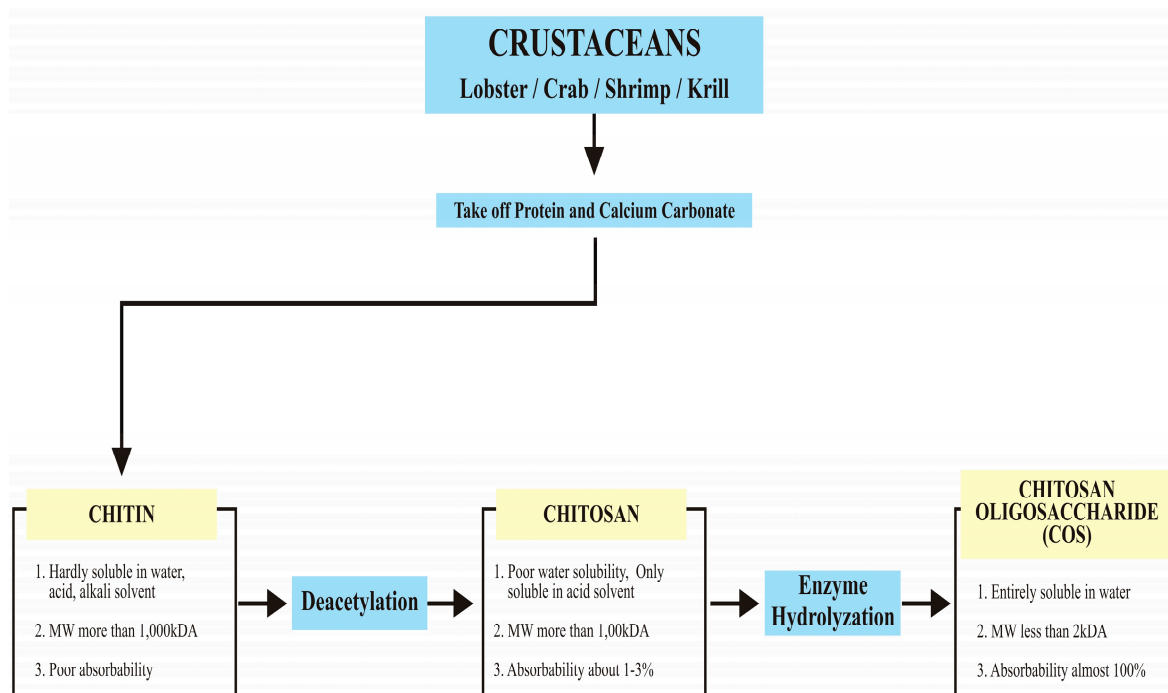 CRUSTACEANS
Lobster / Crab / Shrimp / Krill
Take off Protein and Calcium Carbonate
CHITIN
1. Hardly soluble in water,
acid, alkali solvent
2. MW more than 1,000kDA
3. Poor absorbability
Deacetylation
CHITOSAN
1. Poor water solubility, Only
soluble in acid solvent
2. MW more than 1,00kDA
3. Absorbability about 1-3%
Enzyme
Hydrolyzation
CHITOSAN
OLIGOSACCHARIDE
(COS)
1. Entirely soluble in water
2. MW less than 2kDA
3. Absorbability almost 100%